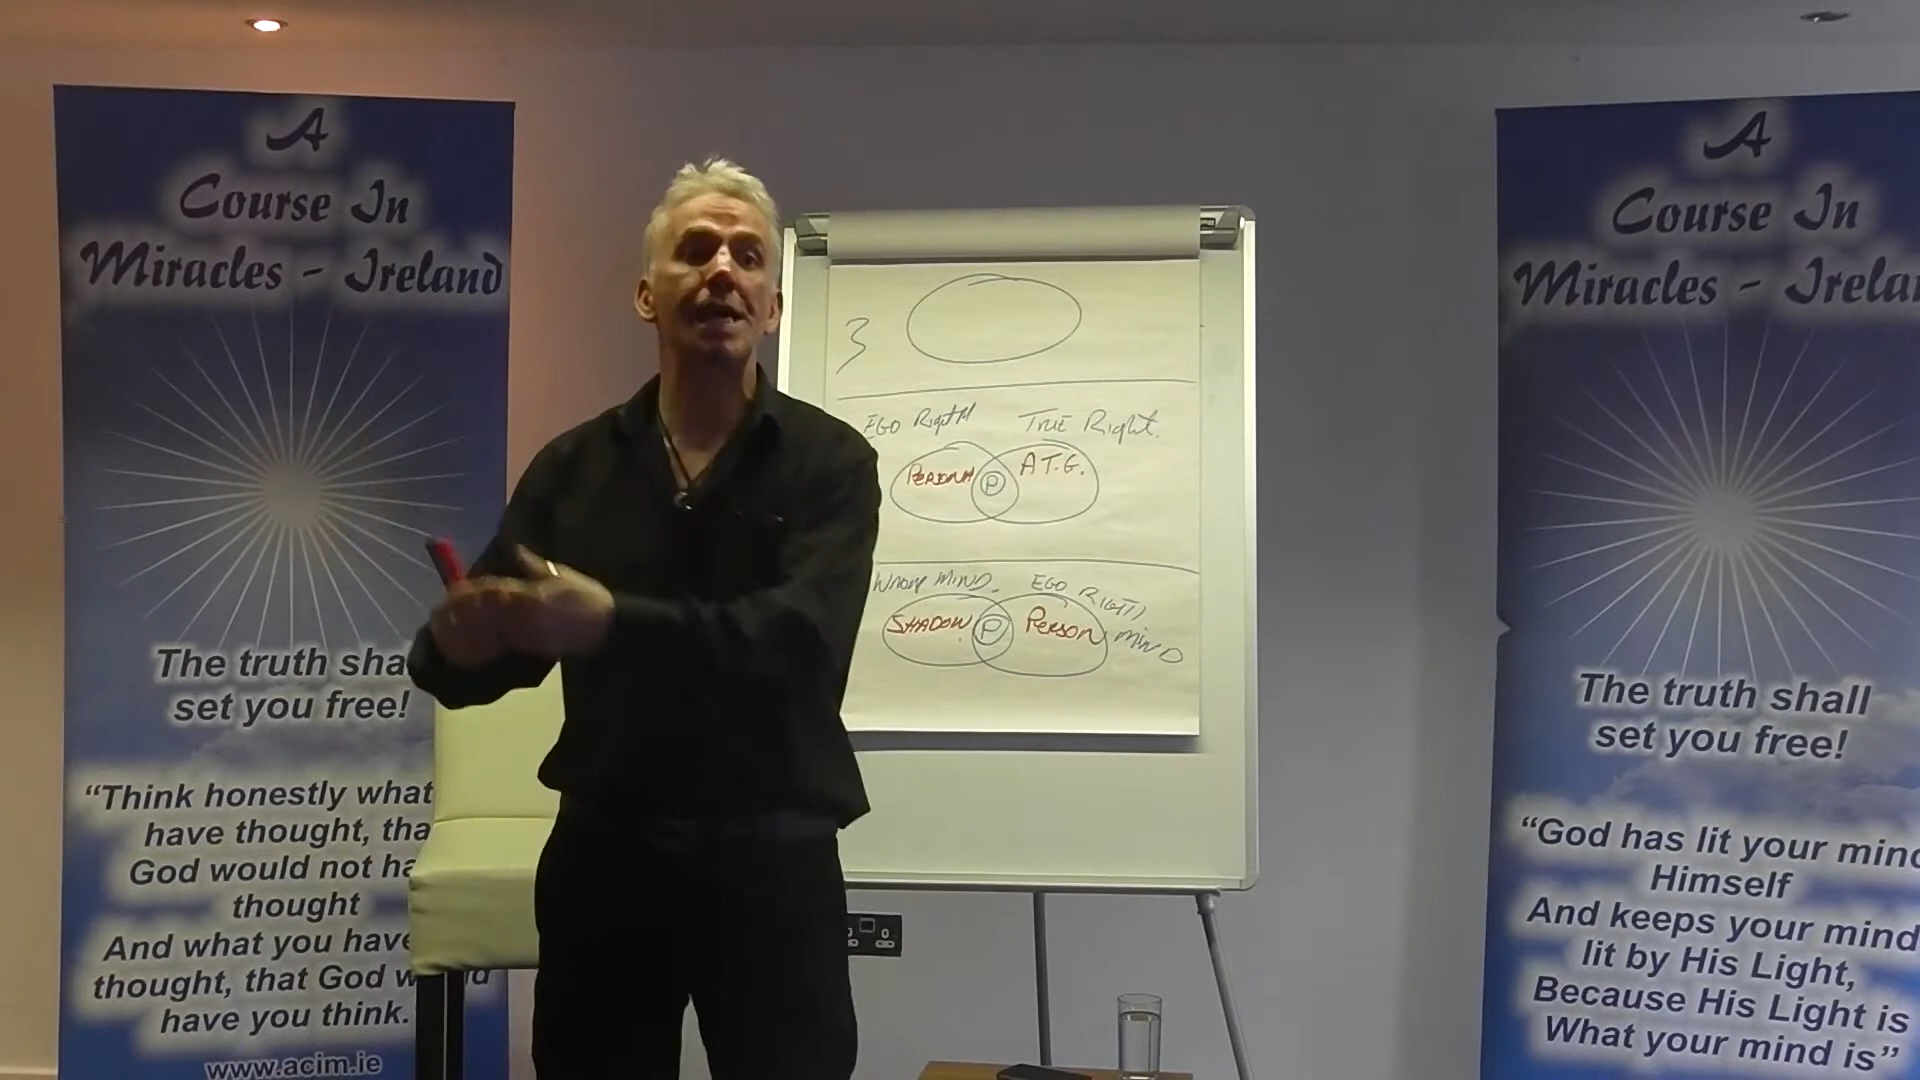 A
Course In
Miracles - Ireland
The truth sha
set you free!
“Think honestly what
have thought, tha
God would not ha
thought
And what you have
thought, that God w d
have you think.
www.acim.ie
3
EGO Right True Right.
PERSONA P A.T.G.
Wrong MIND. EGO RIGHT
SHADOW P PERSON MIND
A
Course In
Miracles - Irelan
The truth shall
set you free!
“God has lit your mind
Himself
And keeps your mind
lit by His Light,
Because His Light is
What your mind is”